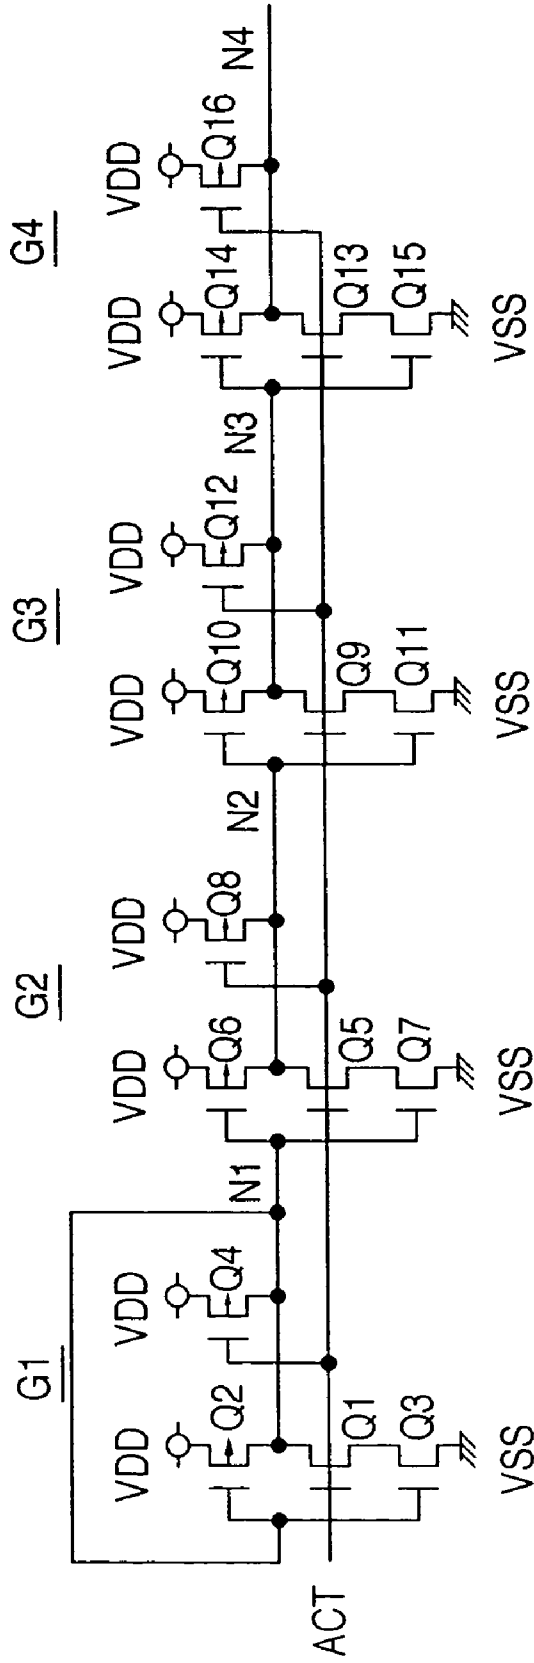 G1 G2 G3 G4
VDD VDD VDD VDD VDD VDD VDD VDD
Q2 Q4 Q6 Q8 Q10 Q12 Q14 Q16
N1 N2 N3 N4
ACT
Q1 Q5 Q9 Q13
Q3 Q7 Q11 Q15
VSS VSS VSS VSS